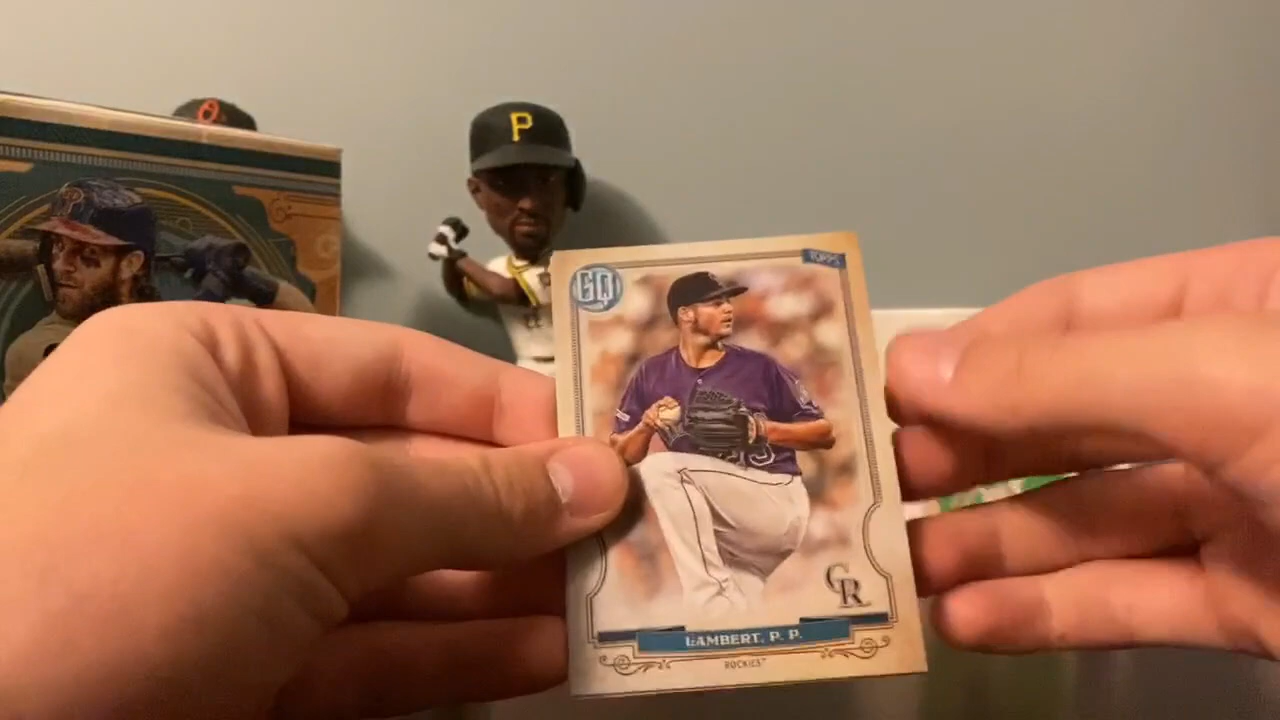 O
P
P
GQ
TOPPS
CR
LAMBERT, P. P.
ROCKIES